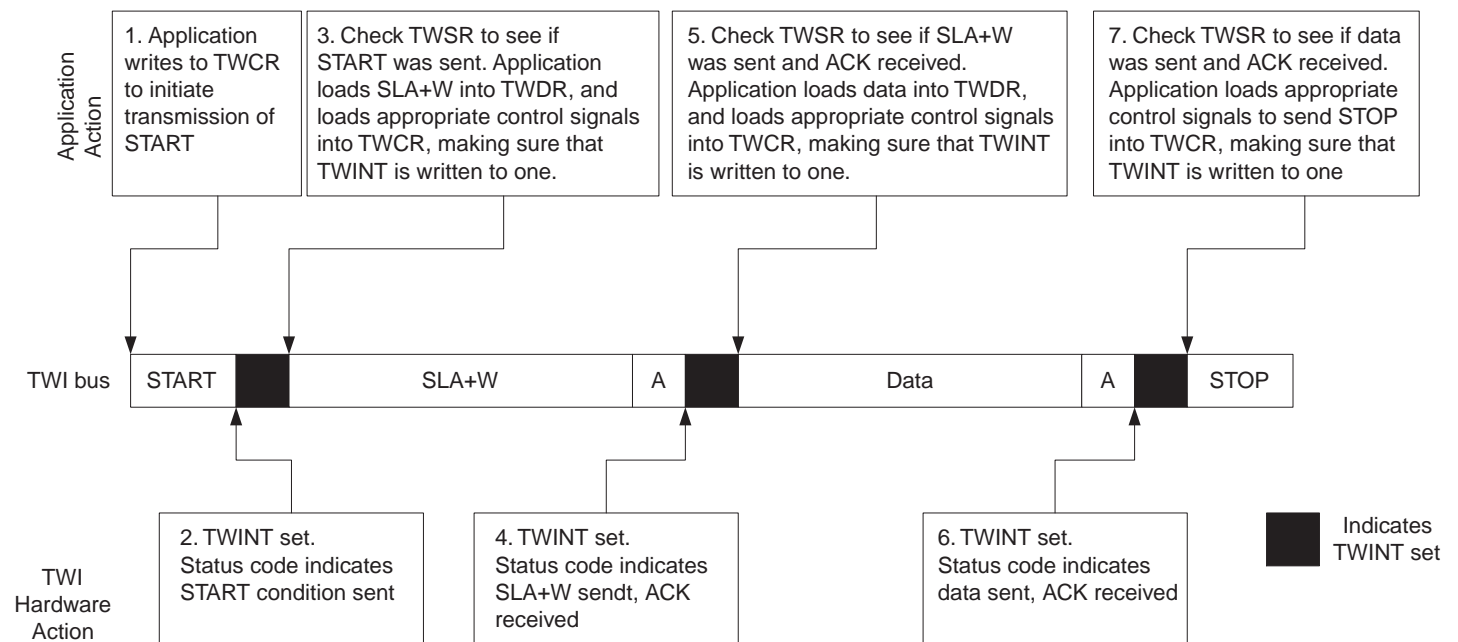 Application
Action
1. Application
writes to TWCR
to initiate
transmission of
START
3. Check TWSR to see if
START was sent. Application
loads SLA+W into TWDR, and
loads appropriate control signals
into TWCR, making sure that
TWINT is written to one.
5. Check TWSR to see if SLA+W
was sent and ACK received.
Application loads data into TWDR,
and loads appropriate control signals
into TWCR, making sure that TWINT
is written to one.
7. Check TWSR to see if data
was sent and ACK received.
Application loads appropriate
control signals to send STOP
into TWCR, making sure that
TWINT is written to one
TWI bus
START
SLA+W
A
Data
A
STOP
TWI
Hardware
Action
2. TWINT set.
Status code indicates
START condition sent
4. TWINT set.
Status code indicates
SLA+W sendt, ACK
received
6. TWINT set.
Status code indicates
data sent, ACK received
Indicates
TWINT set